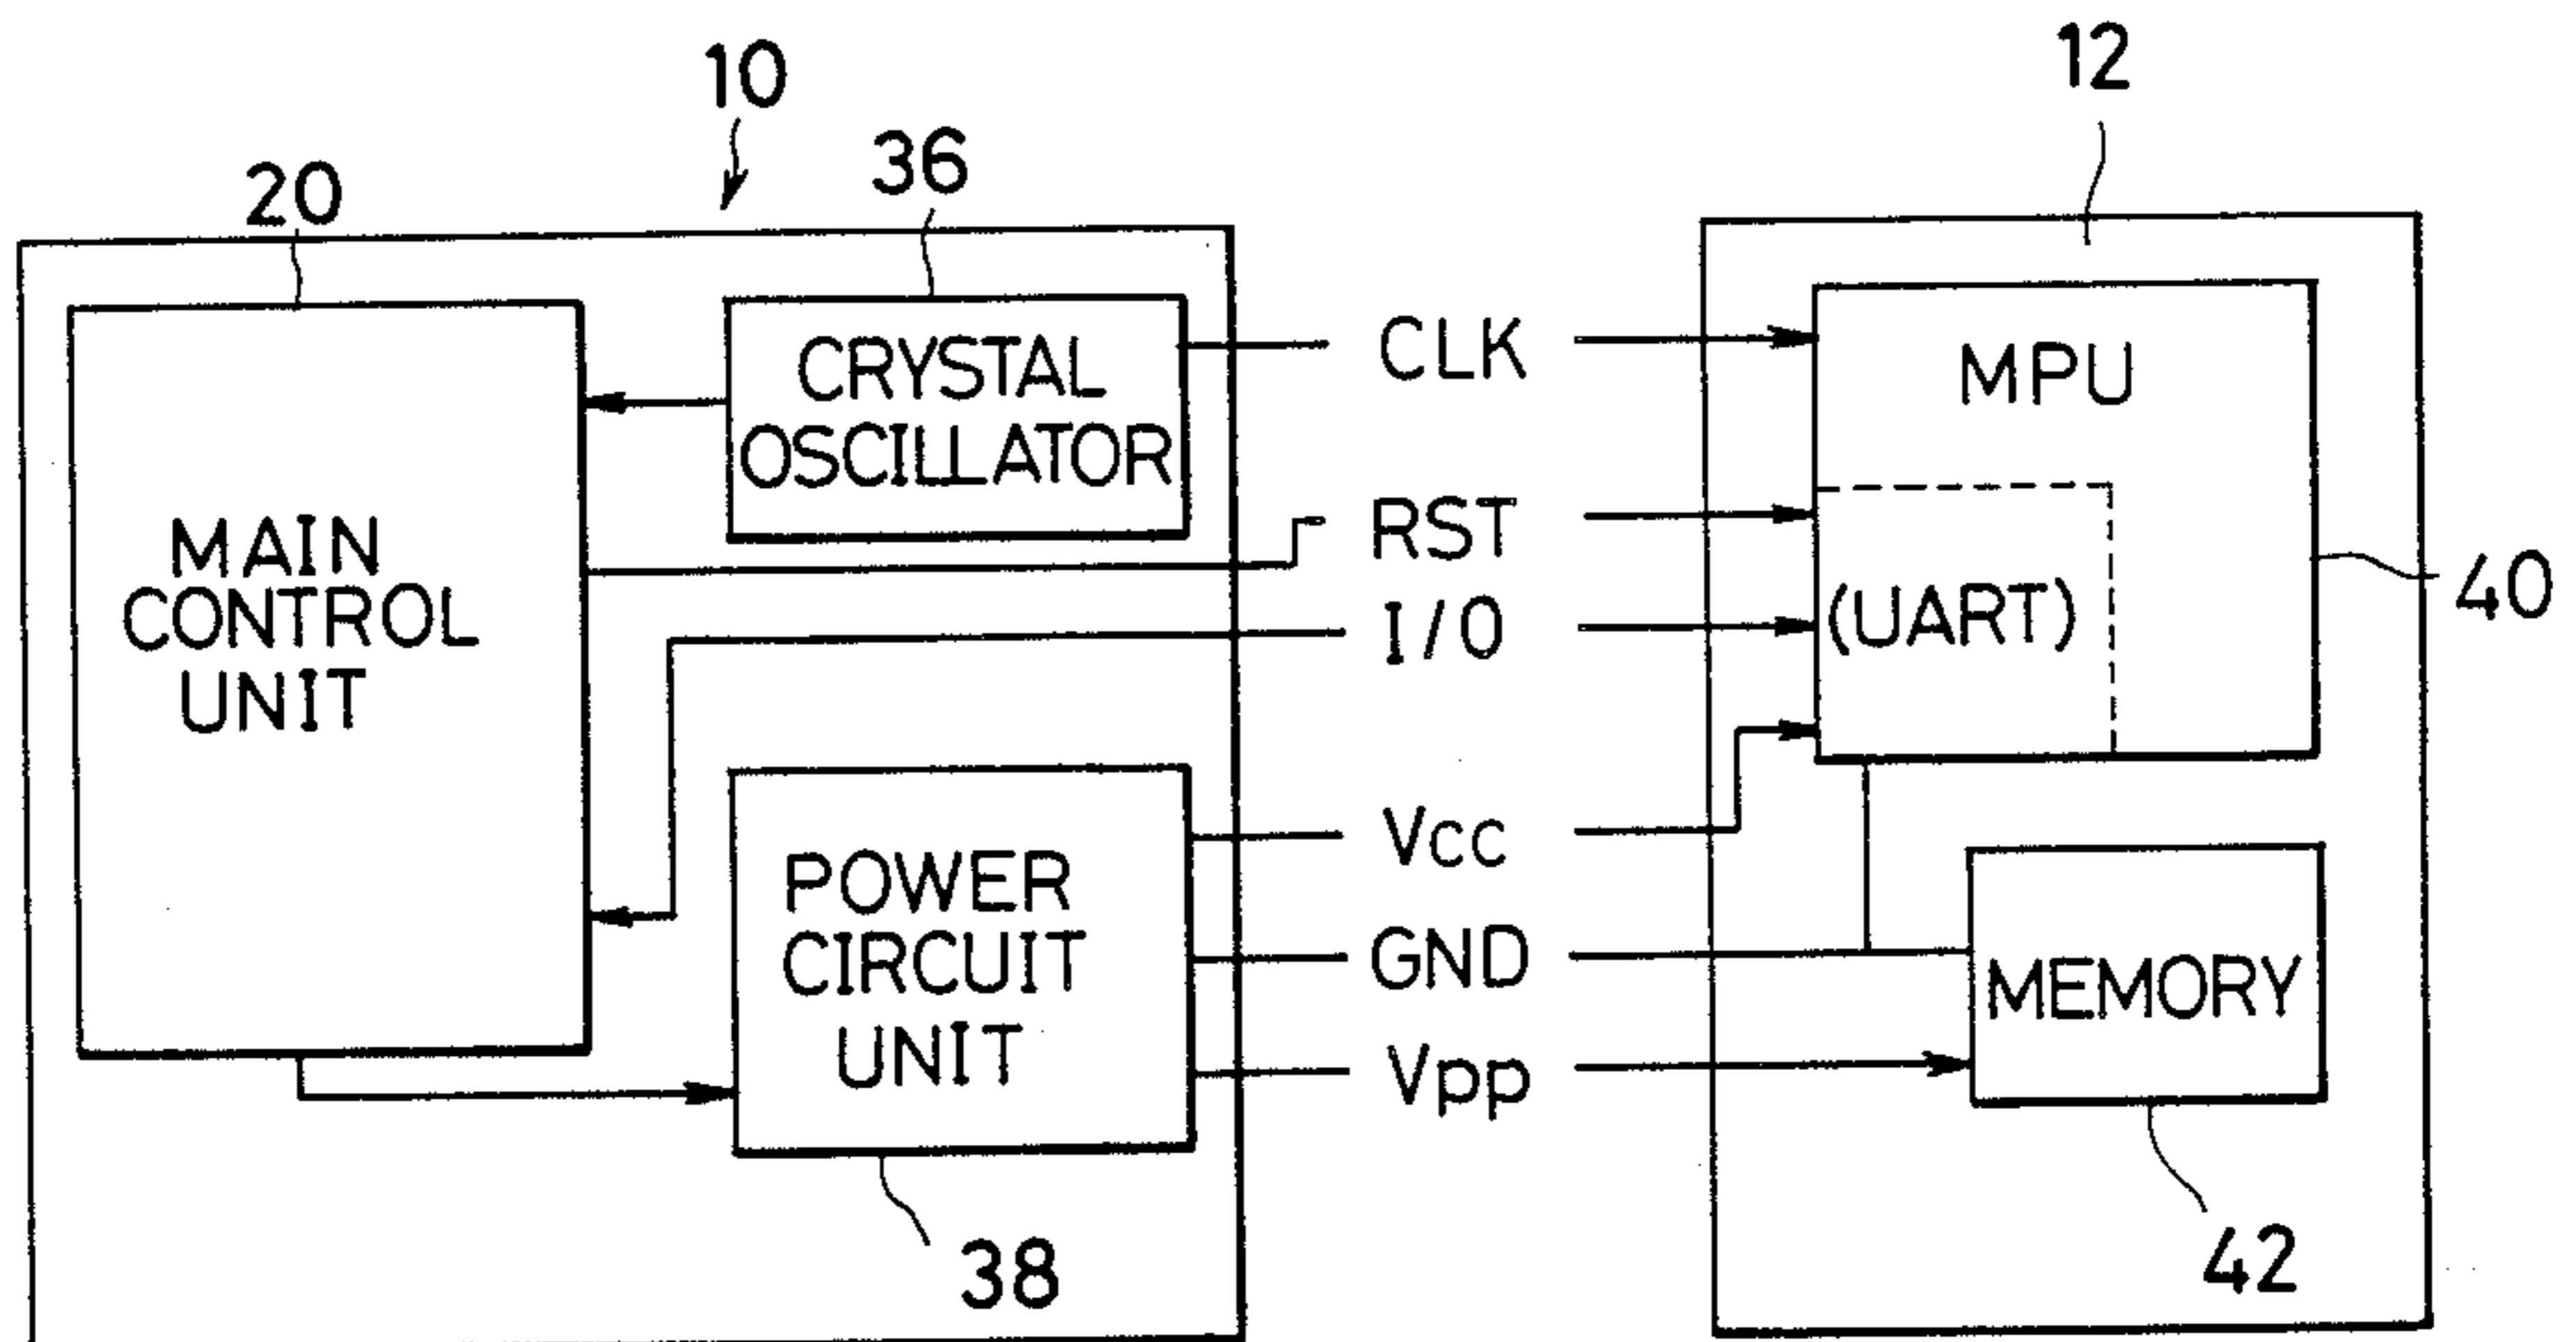 10
12
20
36
CRYSTAL
OSCILLATOR
MAIN
CONTROL
UNIT
POWER
CIRCUIT
UNIT
38
CLK
RST
I/O
Vcc
GND
Vpp
MPU
(UART)
40
MEMORY
42